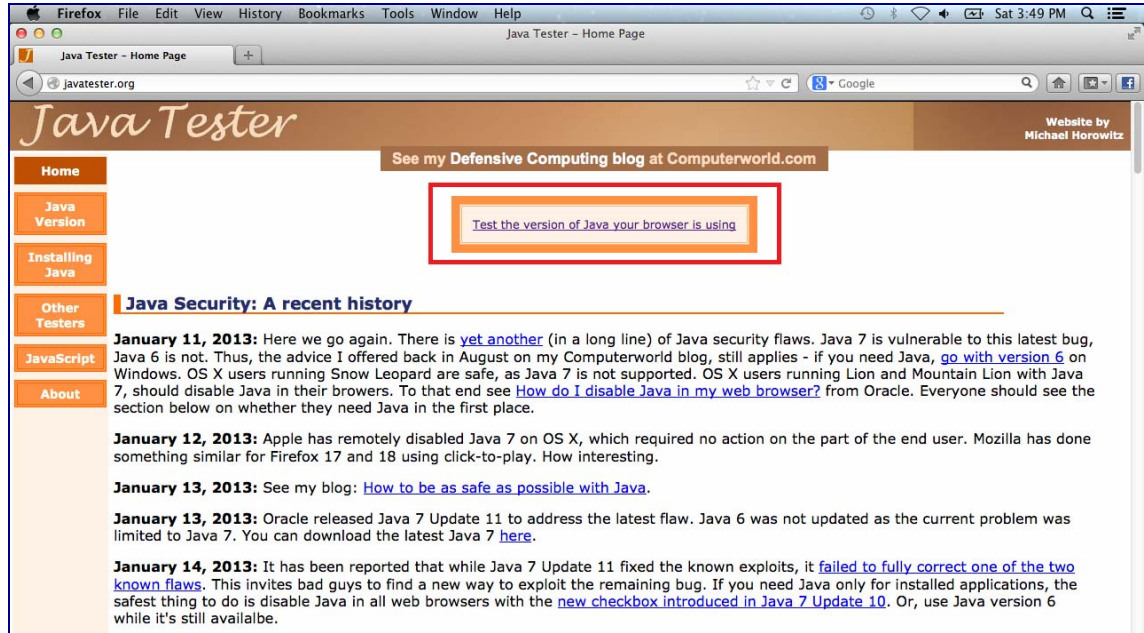 Firefox File Edit View History Bookmarks Tools Window Help Sat 3:49 PM
Java Tester – Home Page
Java Tester – Home Page
javatester.org Google
Java Tester
Website by
Michael Horowitz
See my Defensive Computing blog at Computerworld.com
Home
Java
Version
Installing
Java
Other
Testers
JavaScript
About
Test the version of Java your browser is using
Java Security: A recent history
January 11, 2013: Here we go again. There is yet another (in a long line) of Java security flaws. Java 7 is vulnerable to this latest bug,
Java 6 is not. Thus, the advice I offered back in August on my Computerworld blog, still applies - if you need Java, go with version 6 on
Windows. OS X users running Snow Leopard are safe, as Java 7 is not supported. OS X users running Lion and Mountain Lion with Java
7, should disable Java in their browers. To that end see How do I disable Java in my web browser? from Oracle. Everyone should see the
section below on whether they need Java in the first place.
January 12, 2013: Apple has remotely disabled Java 7 on OS X, which required no action on the part of the end user. Mozilla has done
something similar for Firefox 17 and 18 using click-to-play. How interesting.
January 13, 2013: See my blog: How to be as safe as possible with Java.
January 13, 2013: Oracle released Java 7 Update 11 to address the latest flaw. Java 6 was not updated as the current problem was
limited to Java 7. You can download the latest Java 7 here.
January 14, 2013: It has been reported that while Java 7 Update 11 fixed the known exploits, it failed to fully correct one of the two
known flaws. This invites bad guys to find a new way to exploit the remaining bug. If you need Java only for installed applications, the
safest thing to do is disable Java in all web browsers with the new checkbox introduced in Java 7 Update 10. Or, use Java version 6
while it's still availalbe.